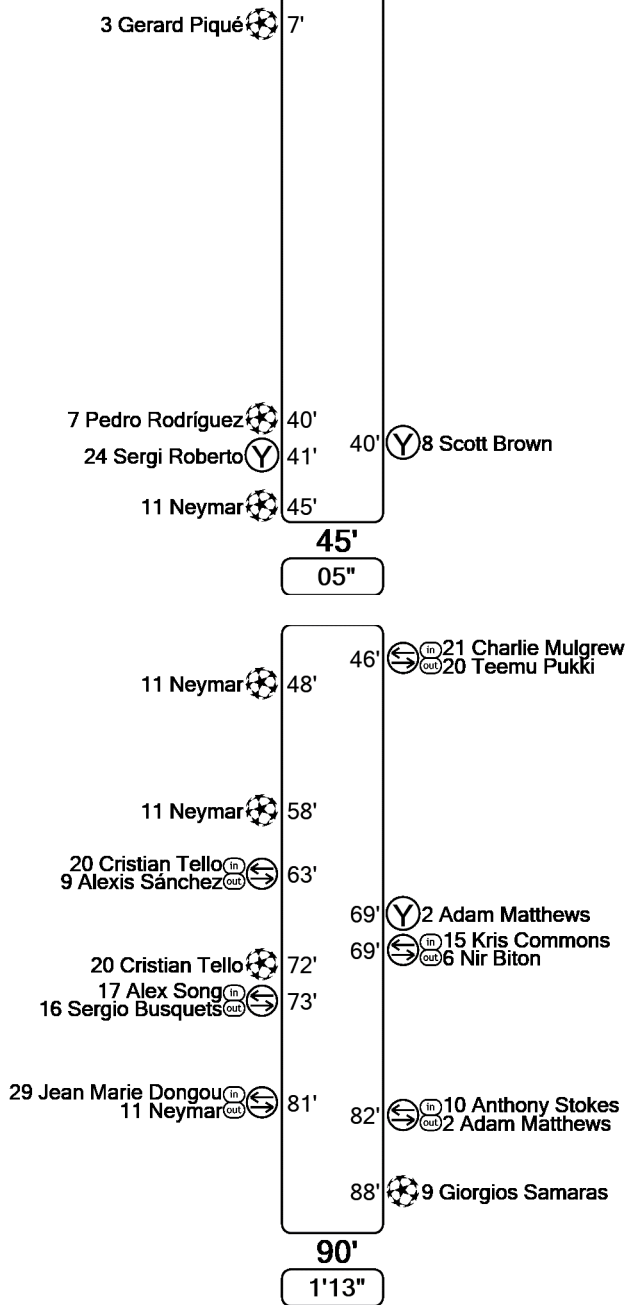 3 Gerard Piqué 7'
7 Pedro Rodríguez 40'
40' Y 8 Scott Brown
24 Sergi Roberto Y 41'
11 Neymar 45'
45'
05"
46' in 21 Charlie Mulgrew
out 20 Teemu Pukki
11 Neymar 48'
11 Neymar 58'
20 Cristian Tello in
9 Alexis Sánchez out 63'
69' Y 2 Adam Matthews
69' in 15 Kris Commons
out 6 Nir Biton
20 Cristian Tello 72'
17 Alex Song in
16 Sergio Busquets out 73'
29 Jean Marie Dongou in
11 Neymar out 81'
82' in 10 Anthony Stokes
out 2 Adam Matthews
88' 9 Giorgios Samaras
90'
1'13"